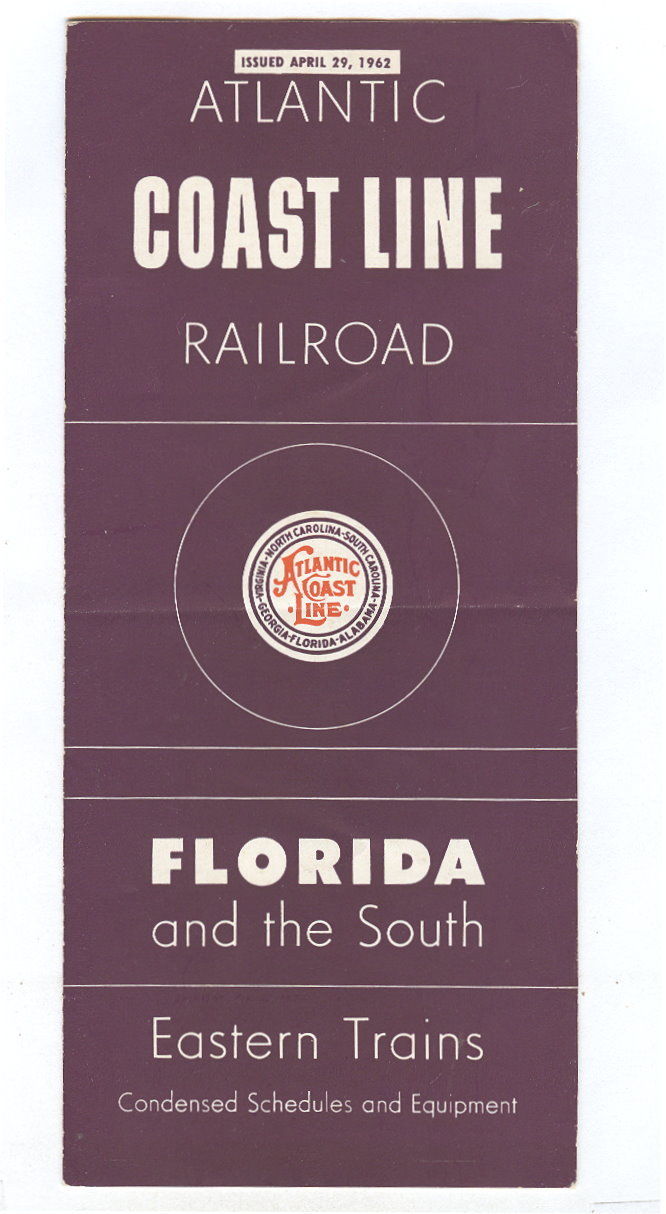 ISSUED APRIL 29, 1962
ATLANTIC
COAST LINE
RAILROAD
VIRGINIA-NORTH CAROLINA-SOUTH CAROLINA
ATLANTIC
COAST
·LINE·
GEORGIA-FLORIDA-ALABAMA
FLORIDA
and the South
Eastern Trains
Condensed Schedules and Equipment